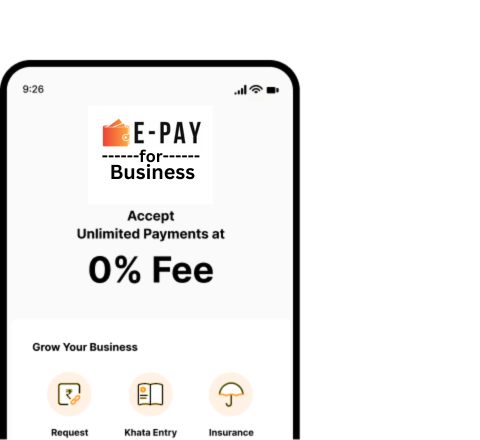 9:26
E-PAY
------for------
Business
Accept
Unlimited Payments at
0% Fee
Grow Your Business
₹
Request Khata Entry Insurance